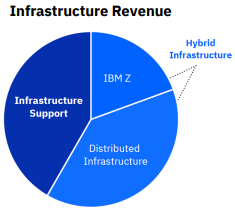 Infrastructure Revenue
Hybrid
Infrastructure
IBM Z
Infrastructure
Support
Distributed
Infrastructure